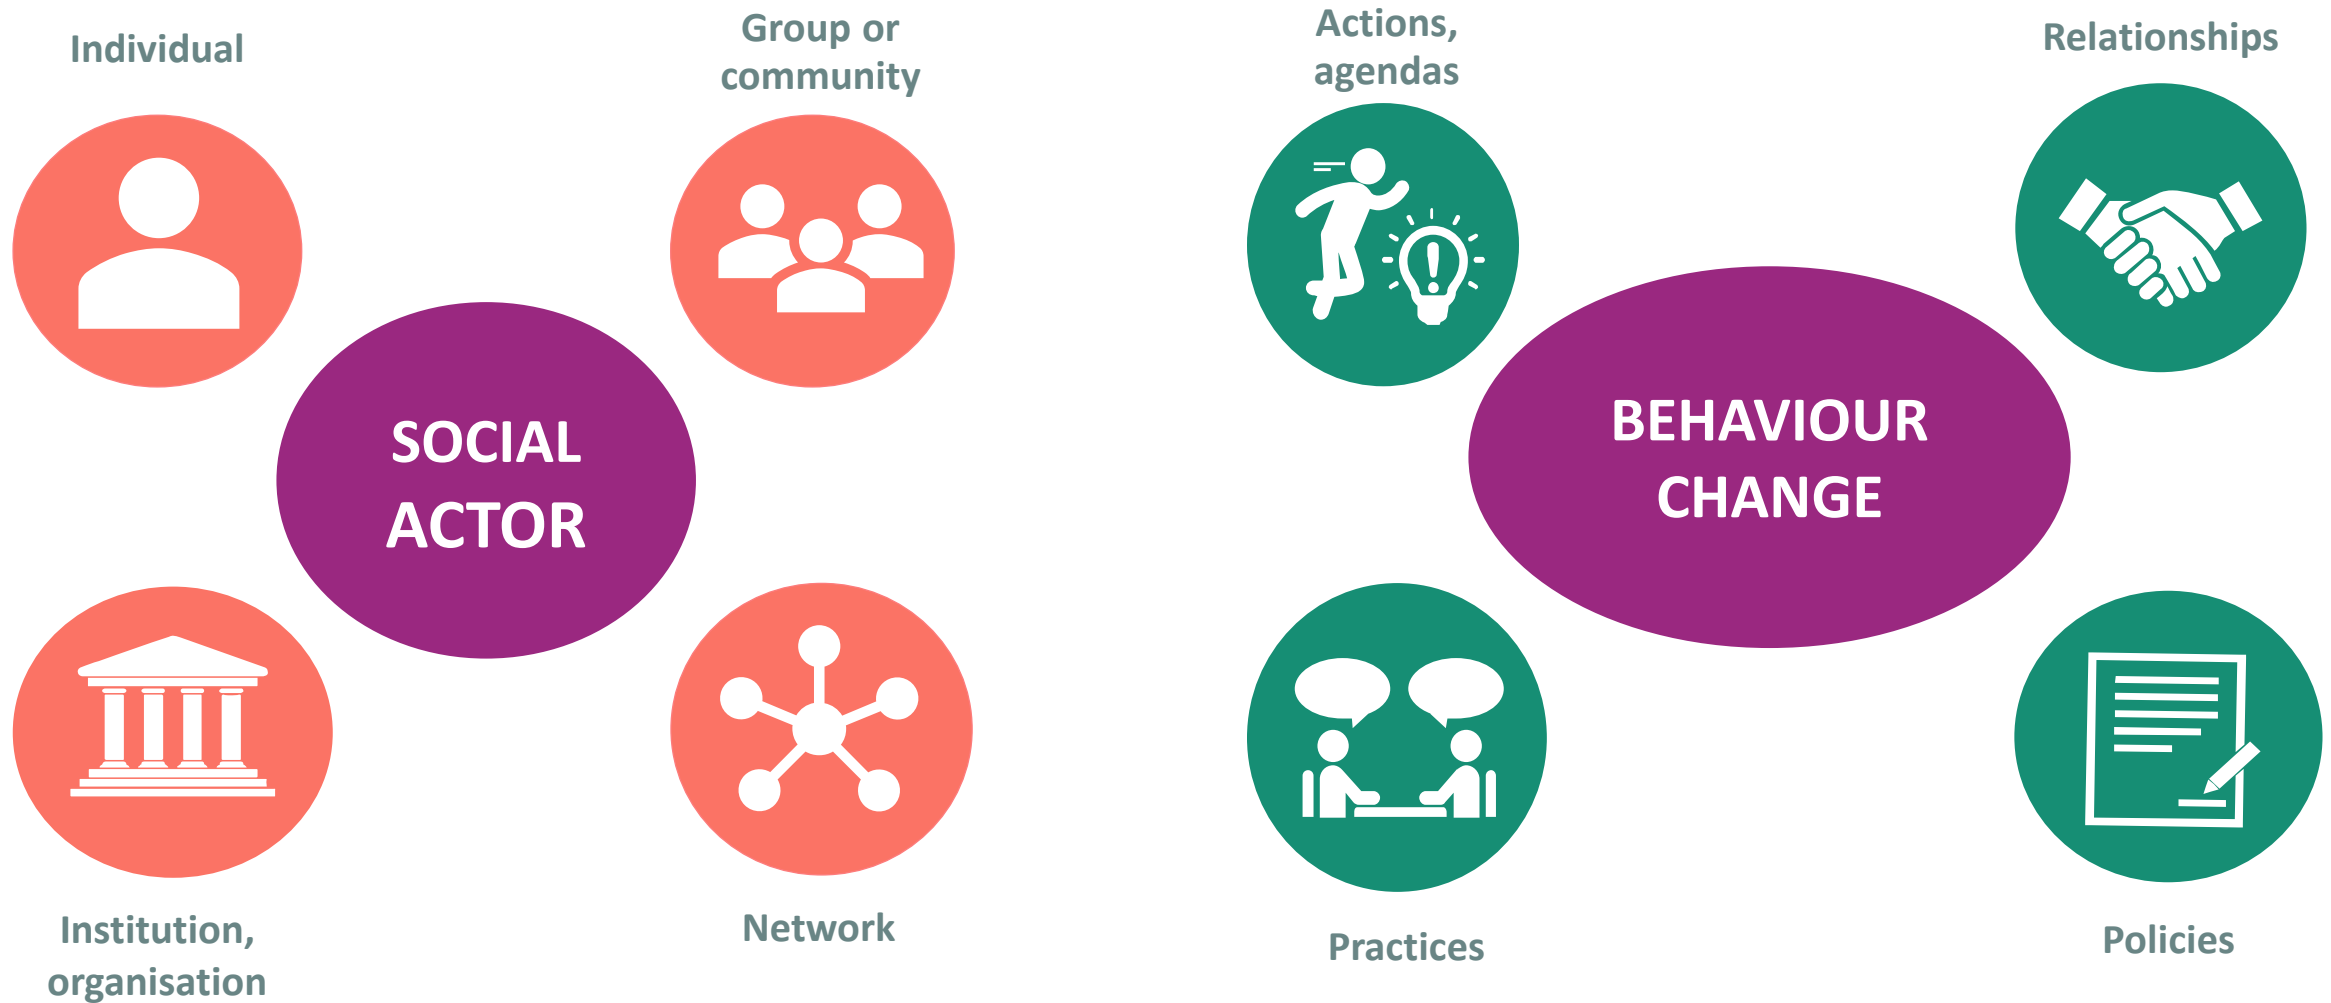 Individual
Group or
community
SOCIAL
ACTOR
Institution,
organisation
Network
Actions,
agendas
Relationships
BEHAVIOUR
CHANGE
Practices
Policies